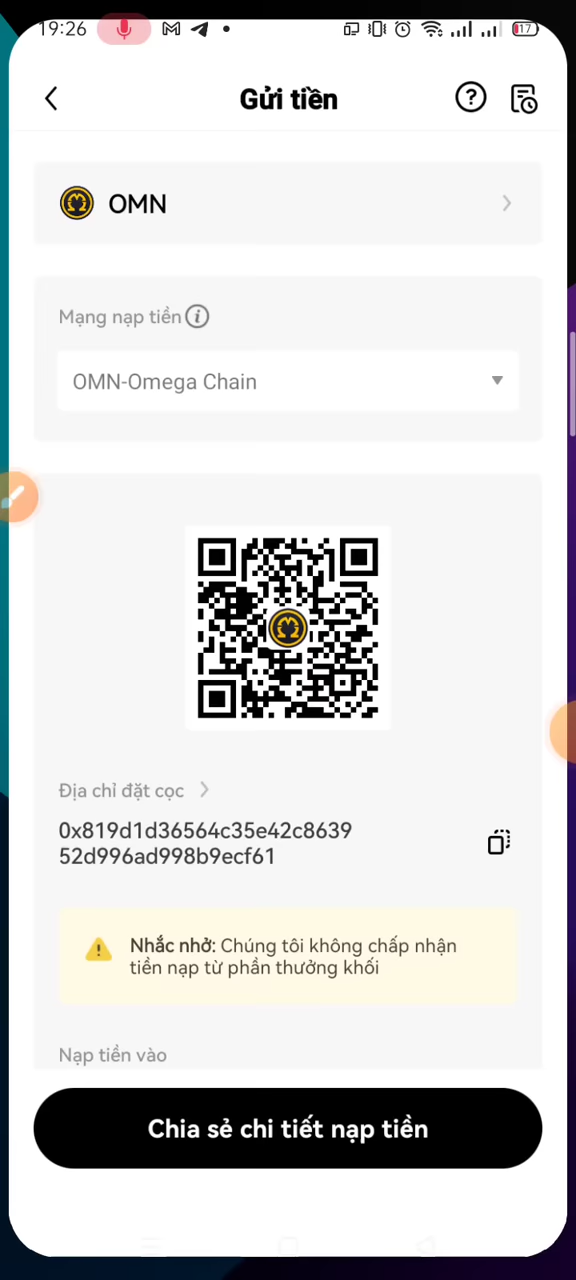 19:26
17
Gửi tiền
OMN
Mạng nạp tiền
OMN-Omega Chain
Địa chỉ đặt cọc
0x819d1d36564c35e42c8639
52d996ad998b9ecf61
Nhắc nhở: Chúng tôi không chấp nhận
tiền nạp từ phần thưởng khối
Nạp tiền vào
Chia sẻ chi tiết nạp tiền